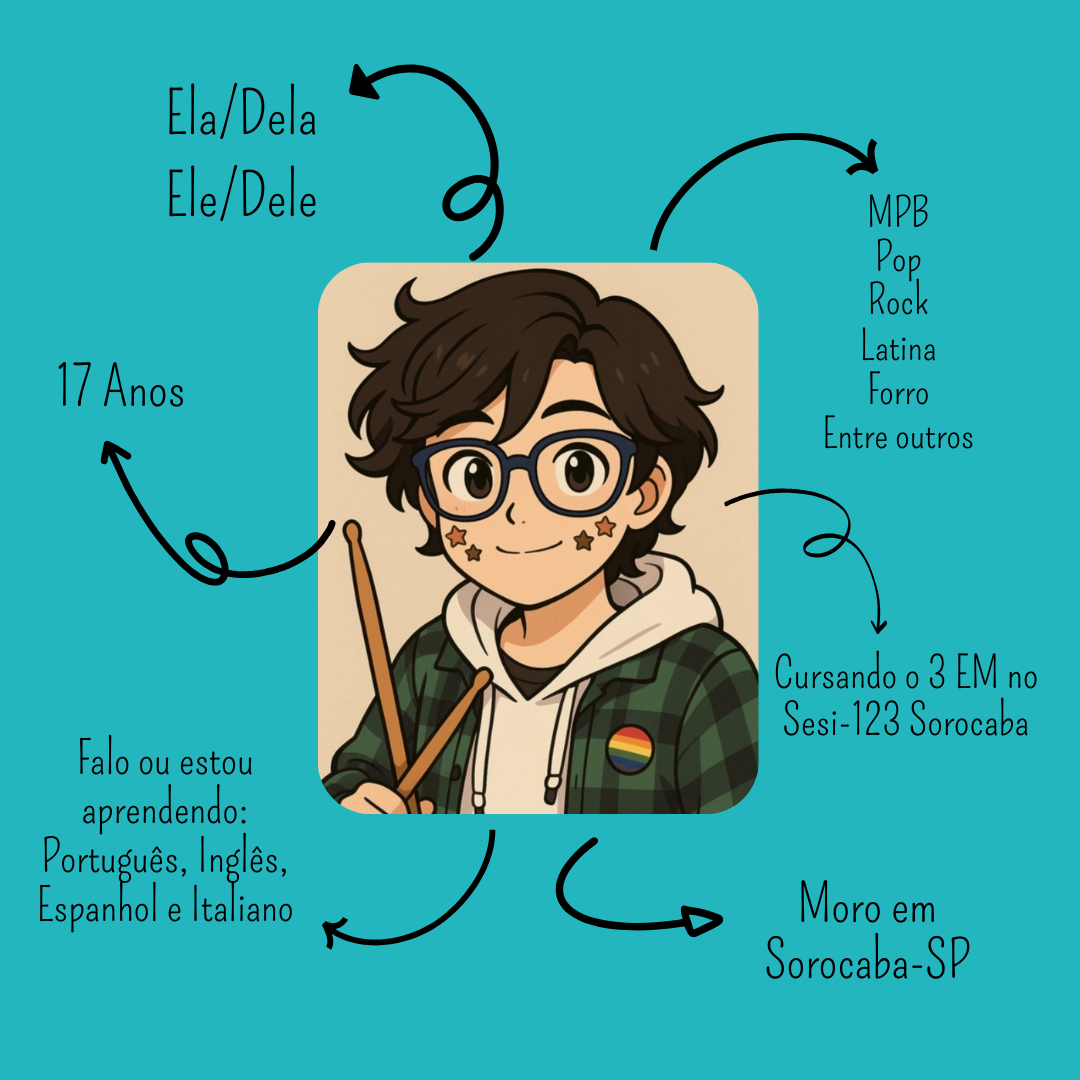 Ela/Dela
Ele/Dele
MPB
Pop
Rock
Latina
Forro
Entre outros
17 Anos
Cursando o 3 EM no
Sesi-123 Sorocaba
Falo ou estou
aprendendo:
Português, Inglês,
Espanhol e Italiano
Moro em
Sorocaba-SP